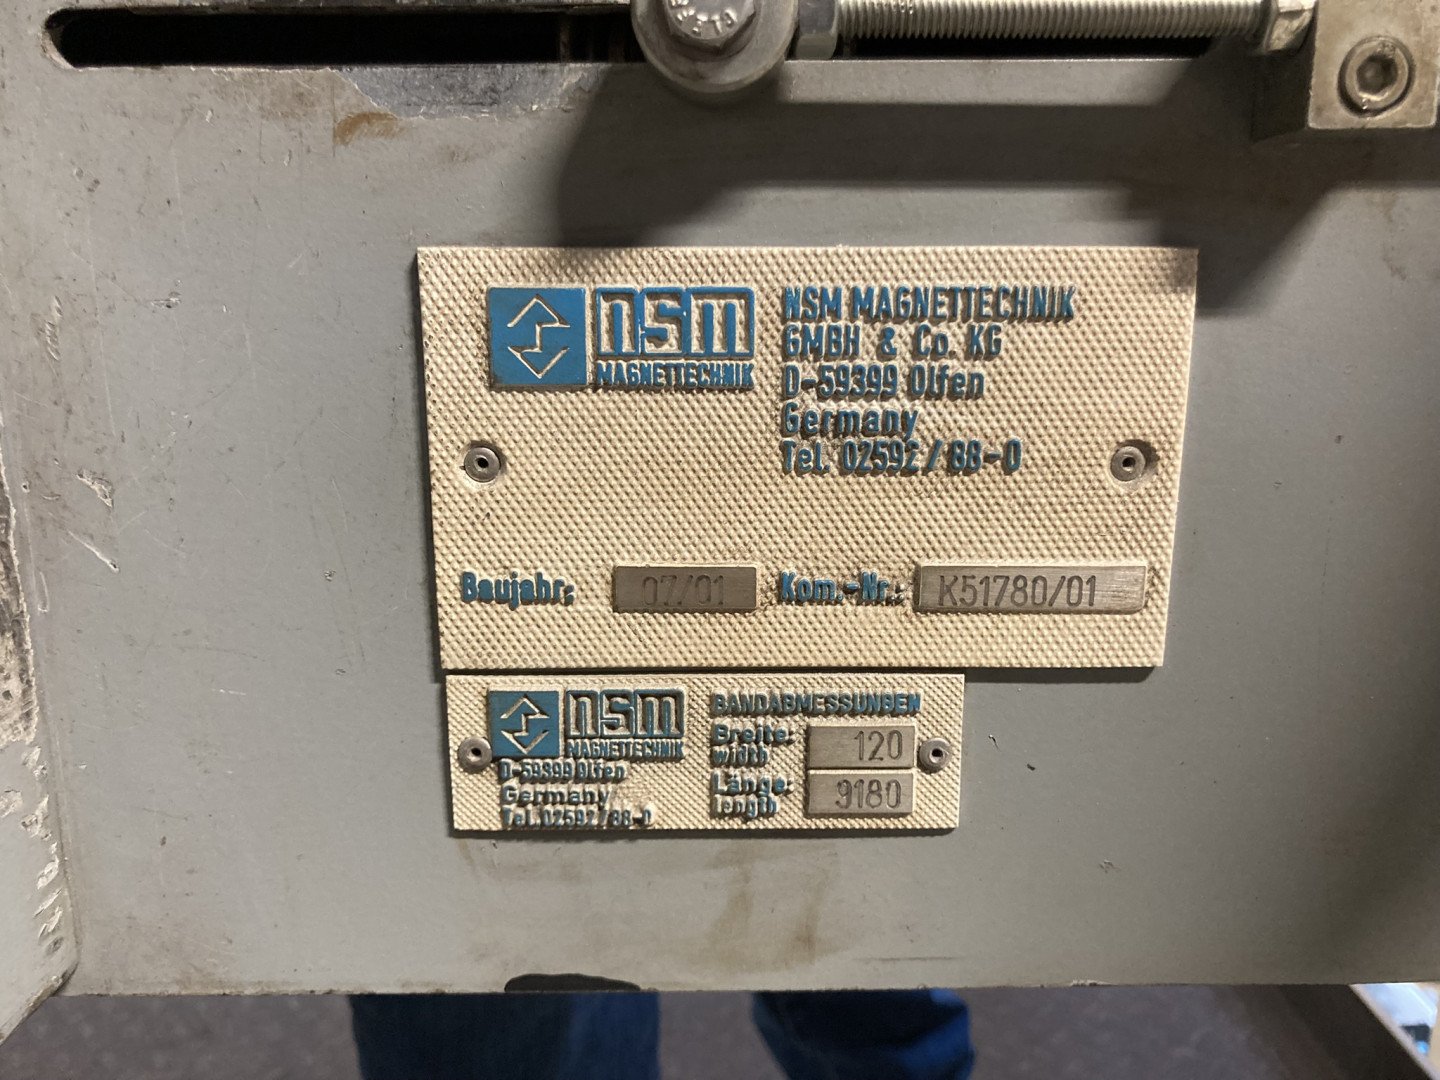 nsm
MAGNETTECHNIK
NSM MAGNETTECHNIK
GMBH & Co. KG
D-59399 Olfen
Germany
Tel. 02592/88-0
Baujahr: 07/01 Kom.-Nr.: K51780/01
nsm
MAGNETTECHNIK
D-59399 Olfen
Germany
Tel. 02592/88-0
BANDABMESSUNGEN
Breite: 120
width
Länge: 9180
length